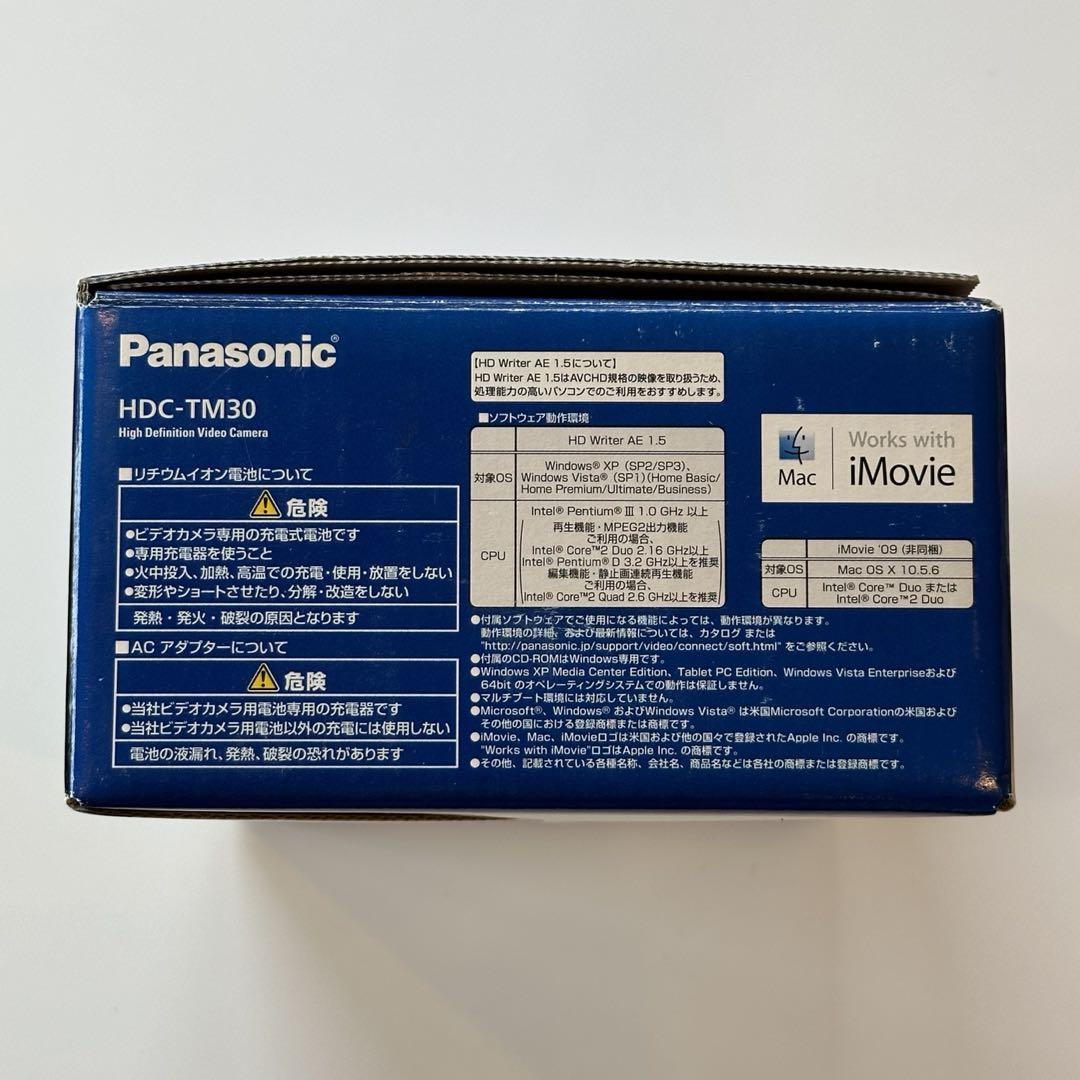 Panasonic®
HDC-TM30
High Definition Video Camera
■リチウムイオン電池について
危険
●ビデオカメラ専用の充電式電池です
●専用充電器を使うこと
●火中投入、加熱、高温での充電・使用・放置をしない
●変形やショートさせたり、分解・改造をしない
発熱・発火・破裂の原因となります
■AC アダプターについて
危険
●当社ビデオカメラ用電池専用の充電器です
●当社ビデオカメラ用電池以外の充電には使用しない
電池の液漏れ、発熱、破裂の恐れがあります
【HD Writer AE 1.5について】
HD Writer AE 1.5はAVCHD規格の映像を取り扱うため、
処理能力の高いパソコンでのご利用をおすすめします。
■ソフトウェア動作環境
HD Writer AE 1.5
対象OS
Windows® XP (SP2/SP3)、
Windows Vista® (SP1)(Home Basic/
Home Premium/Ultimate/Business)
CPU
Intel® Pentium® Ⅲ 1.0 GHz 以上
再生機能・MPEG2出力機能
ご利用の場合、
Intel® Core™2 Duo 2.16 GHz以上
Intel® Pentium® D 3.2 GHz以上を推奨
編集機能・静止画連続再生機能
ご利用の場合、
Intel® Core™2 Quad 2.6 GHz以上を推奨
Mac
Works with
iMovie
iMovie '09 (非同梱)
対象OS Mac OS X 10.5.6
CPU
Intel® Core™ Duo または
Intel® Core™2 Duo
●付属ソフトウェアでご使用になる機能によっては、動作環境が異なります。
動作環境の詳細、および最新情報については、カタログ または
"http://panasonic.jp/support/video/connect/soft.html" をご参照ください。
●付属のCD-ROMはWindows専用です。
●Windows XP Media Center Edition、Tablet PC Edition、Windows Vista Enterpriseおよび
64bit のオペレーティングシステムでの動作は保証しません。
●マルチブート環境には対応していません。
●Microsoft®、Windows® およびWindows Vista® は米国Microsoft Corporationの米国および
その他の国における登録商標または商標です。
●iMovie、Mac、iMovieロゴは米国および他の国々で登録されたApple Inc. の商標です。
"Works with iMovie"ロゴはApple Inc. の商標です。
●その他、記載されている各種名称、会社名、商品名などは各社の商標または登録商標です。